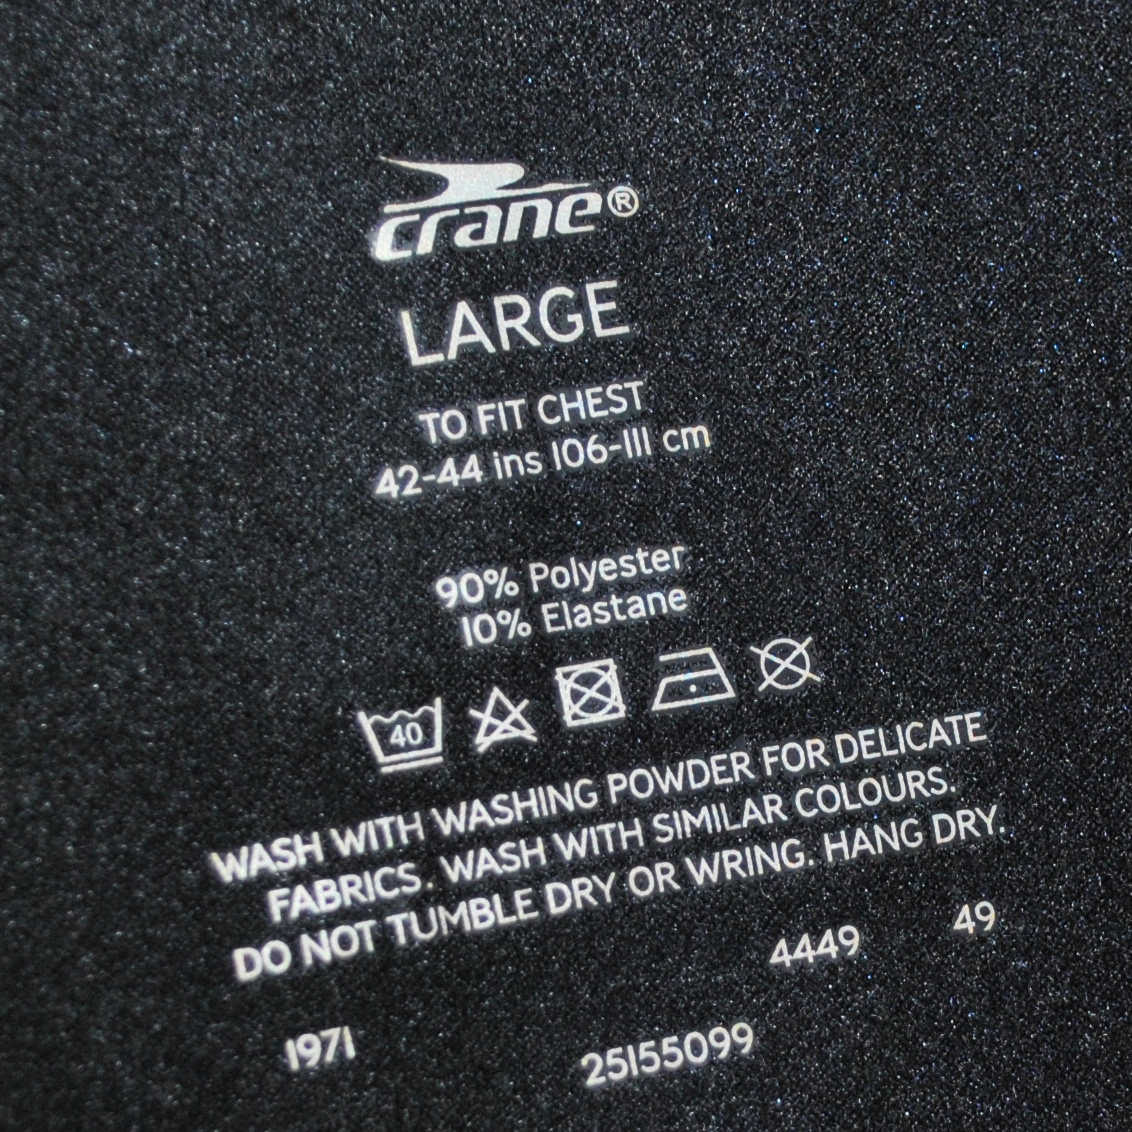 crane®
LARGE
TO FIT CHEST
42-44 ins 106-111 cm
90% Polyester
10% Elastane
40
WASH WITH WASHING POWDER FOR DELICATE
FABRICS. WASH WITH SIMILAR COLOURS.
DO NOT TUMBLE DRY OR WRING. HANG DRY.
4449 49
1971 25155099